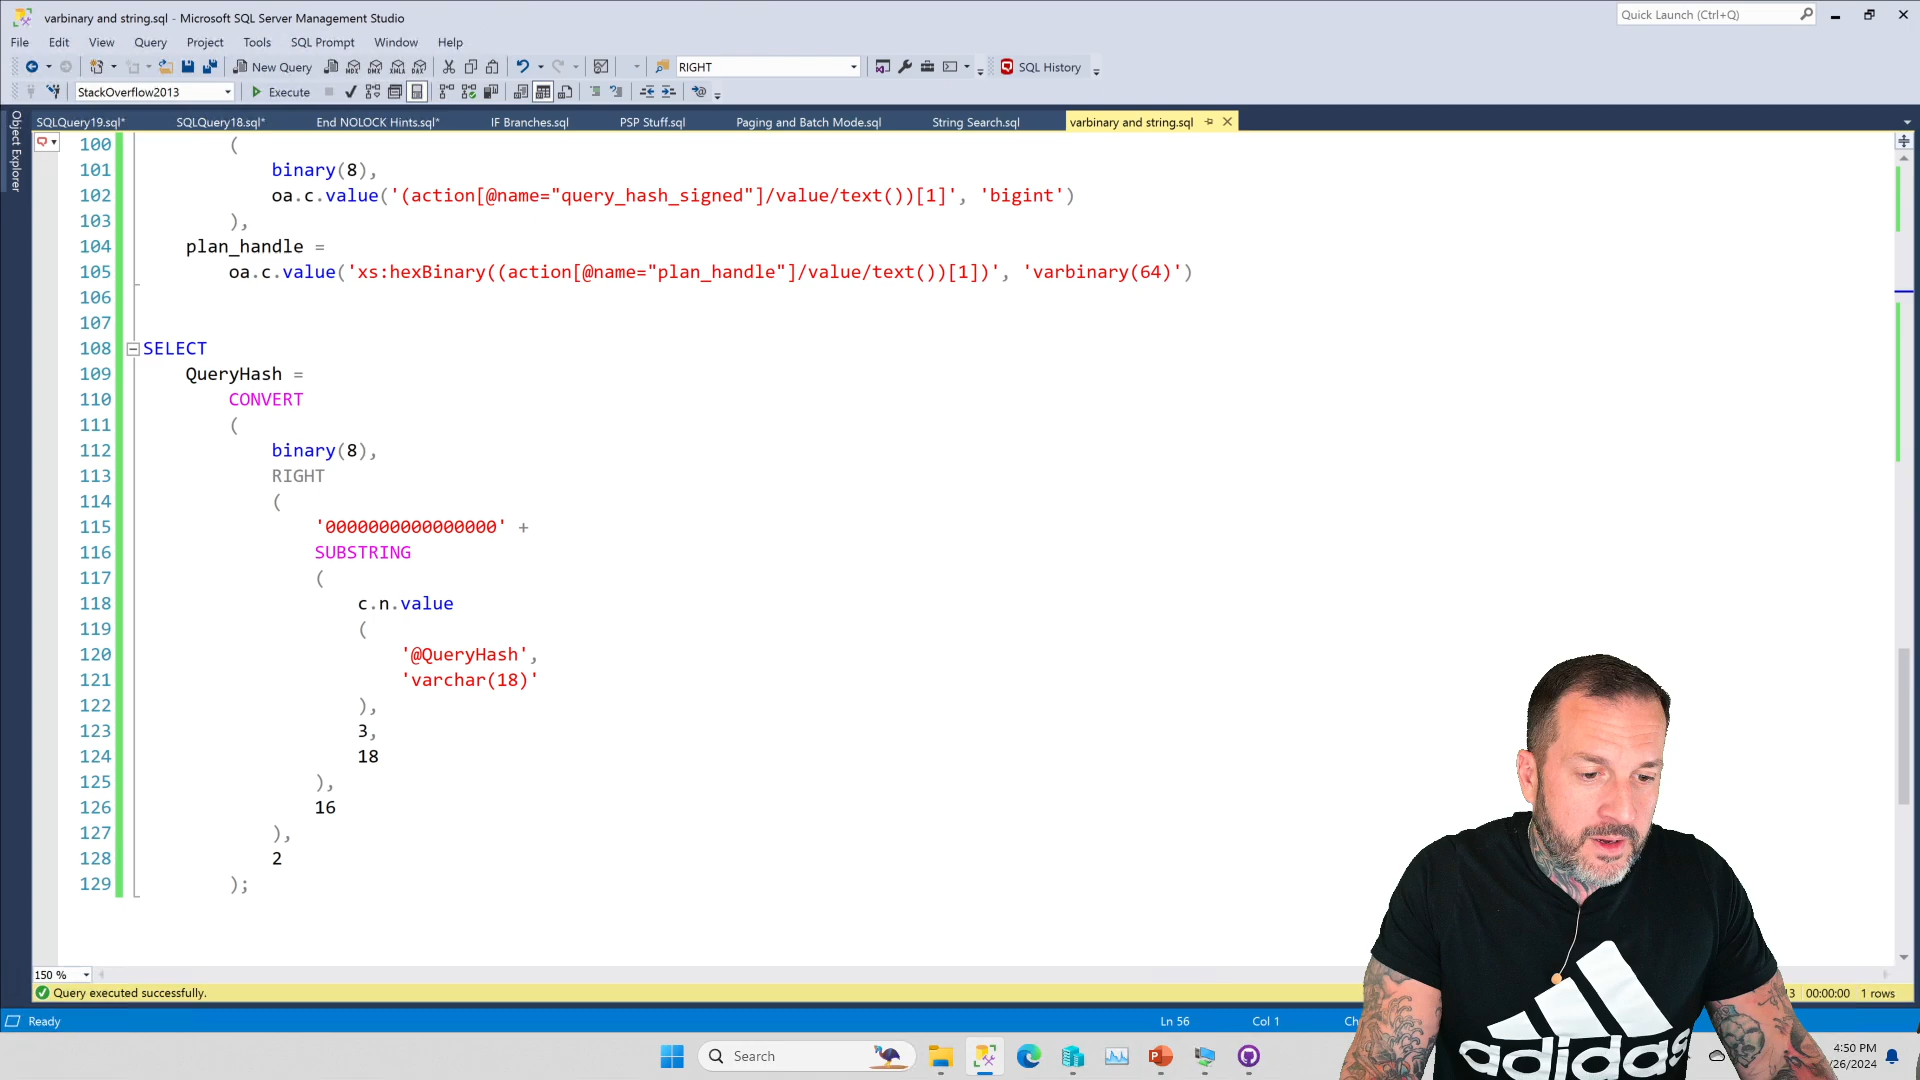 varbinary and string.sql - Microsoft SQL Server Management Studio
Quick Launch (Ctrl+Q)
File Edit View Query Project Tools SQL Prompt Window Help
New Query
RIGHT
SQL History
StackOverflow2013
Execute
SQLQuery19.sql* SQLQuery18.sql* End NOLOCK Hints.sql* IF Branches.sql PSP Stuff.sql Paging and Batch Mode.sql String Search.sql varbinary and string.sql
Object Explorer
100 (
101 binary(8),
102 oa.c.value('(action[@name="query_hash_signed"]/value/text())[1]', 'bigint')
103 ),
104 plan_handle =
105 oa.c.value('xs:hexBinary((action[@name="plan_handle"]/value/text())[1])', 'varbinary(64)')
106
107
108 SELECT
109 QueryHash =
110 CONVERT
111 (
112 binary(8),
113 RIGHT
114 (
115 '0000000000000000' +
116 SUBSTRING
117 (
118 c.n.value
119 (
120 '@QueryHash',
121 'varchar(18)'
122 ),
123 3,
124 18
125 ),
126 16
127 ),
128 2
129 );
150 %
Query executed successfully.
00:00:00 1 rows
Ready
Ln 56 Col 1
Search
4:50 PM
/26/2024
adidas